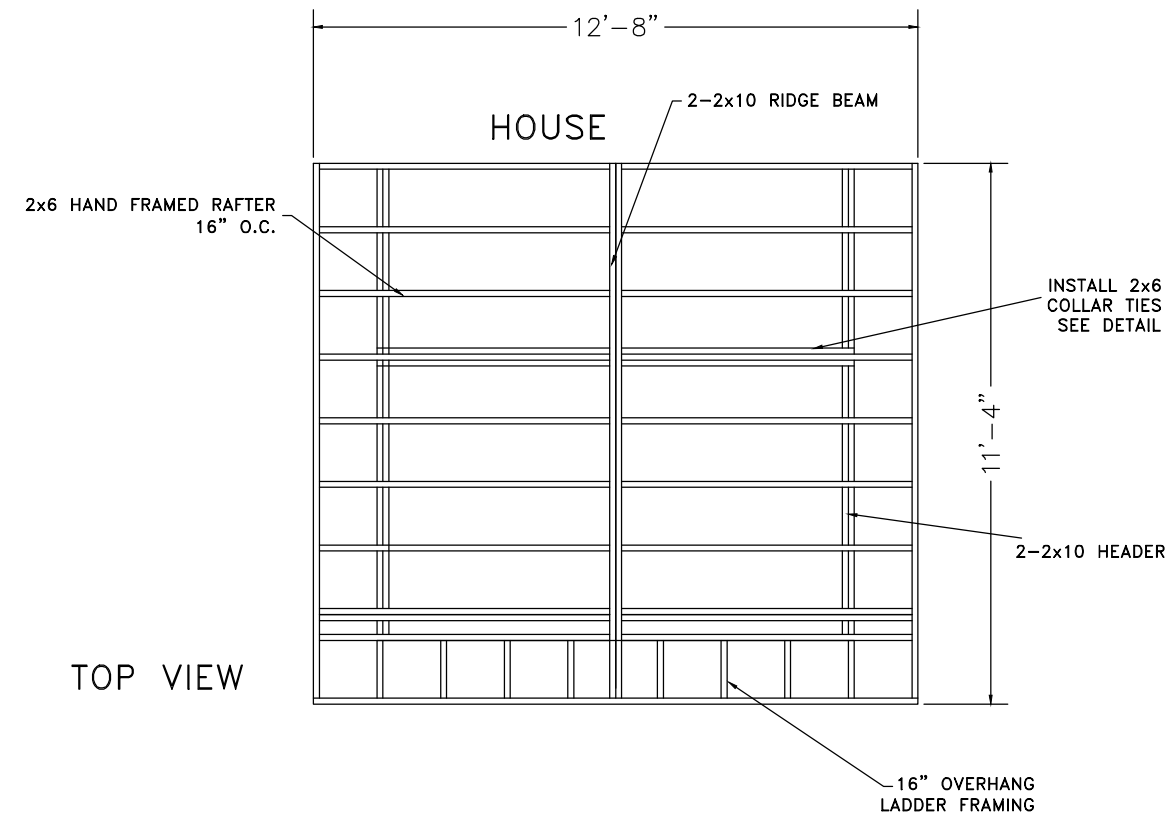 12'-8"
2-2x10 RIDGE BEAM
HOUSE
2x6 HAND FRAMED RAFTER
16" O.C.
INSTALL 2x6
COLLAR TIES
SEE DETAIL
11'-4"
2-2x10 HEADER
TOP VIEW
16" OVERHANG
LADDER FRAMING